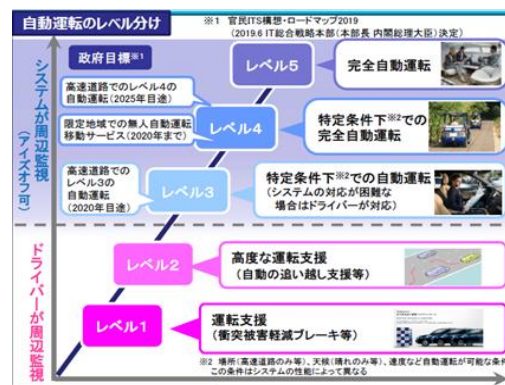 自動運転のレベル分け
※1 官民ITS構想・ロードマップ2019
(2019.6 IT総合戦略本部(本部長 内閣総理大臣)決定)
政府目標※1
レベル5
完全自動運転
高速道路でのレベル4の
自動運転(2025年目途)
限定地域での無人自動運転
移動サービス(2020年まで)
レベル4
特定条件下※2での
完全自動運転
高速道路での
レベル3の
自動運転
(2020年目途)
レベル3
特定条件下※2での自動運転
(システムの対応が困難な
場合はドライバーが対応)
システムが周辺監視
(アイズオフ可)
レベル2
高度な運転支援
(自動の追い越し支援等)
レベル1
運転支援
(衝突被害軽減ブレーキ等)
ドライバーが周辺監視
※2 場所(高速道路のみ等)、天候(晴れのみ等)、速度など自動運転が可能な条件
この条件はシステムの性能によって異なる